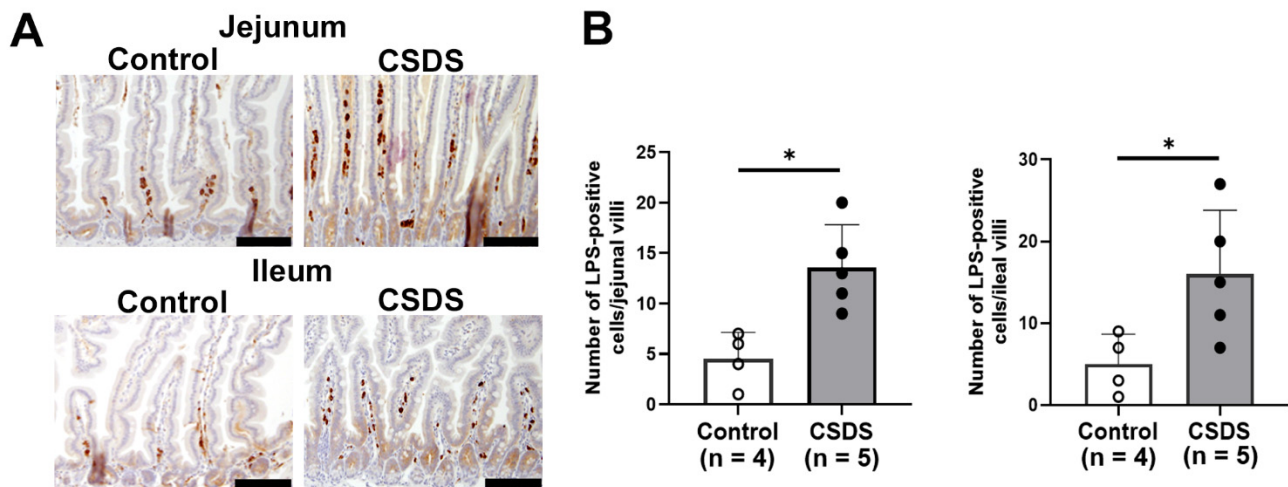 A
Jejunum
Control CSDS
Ileum
Control CSDS
B
Number of LPS-positive
cells/jejunal villi
25
20
15
10
5
0
*
Control
(n = 4)
CSDS
(n = 5)
Number of LPS-positive
cells/ileal villi
30
20
10
0
*
Control
(n = 4)
CSDS
(n = 5)